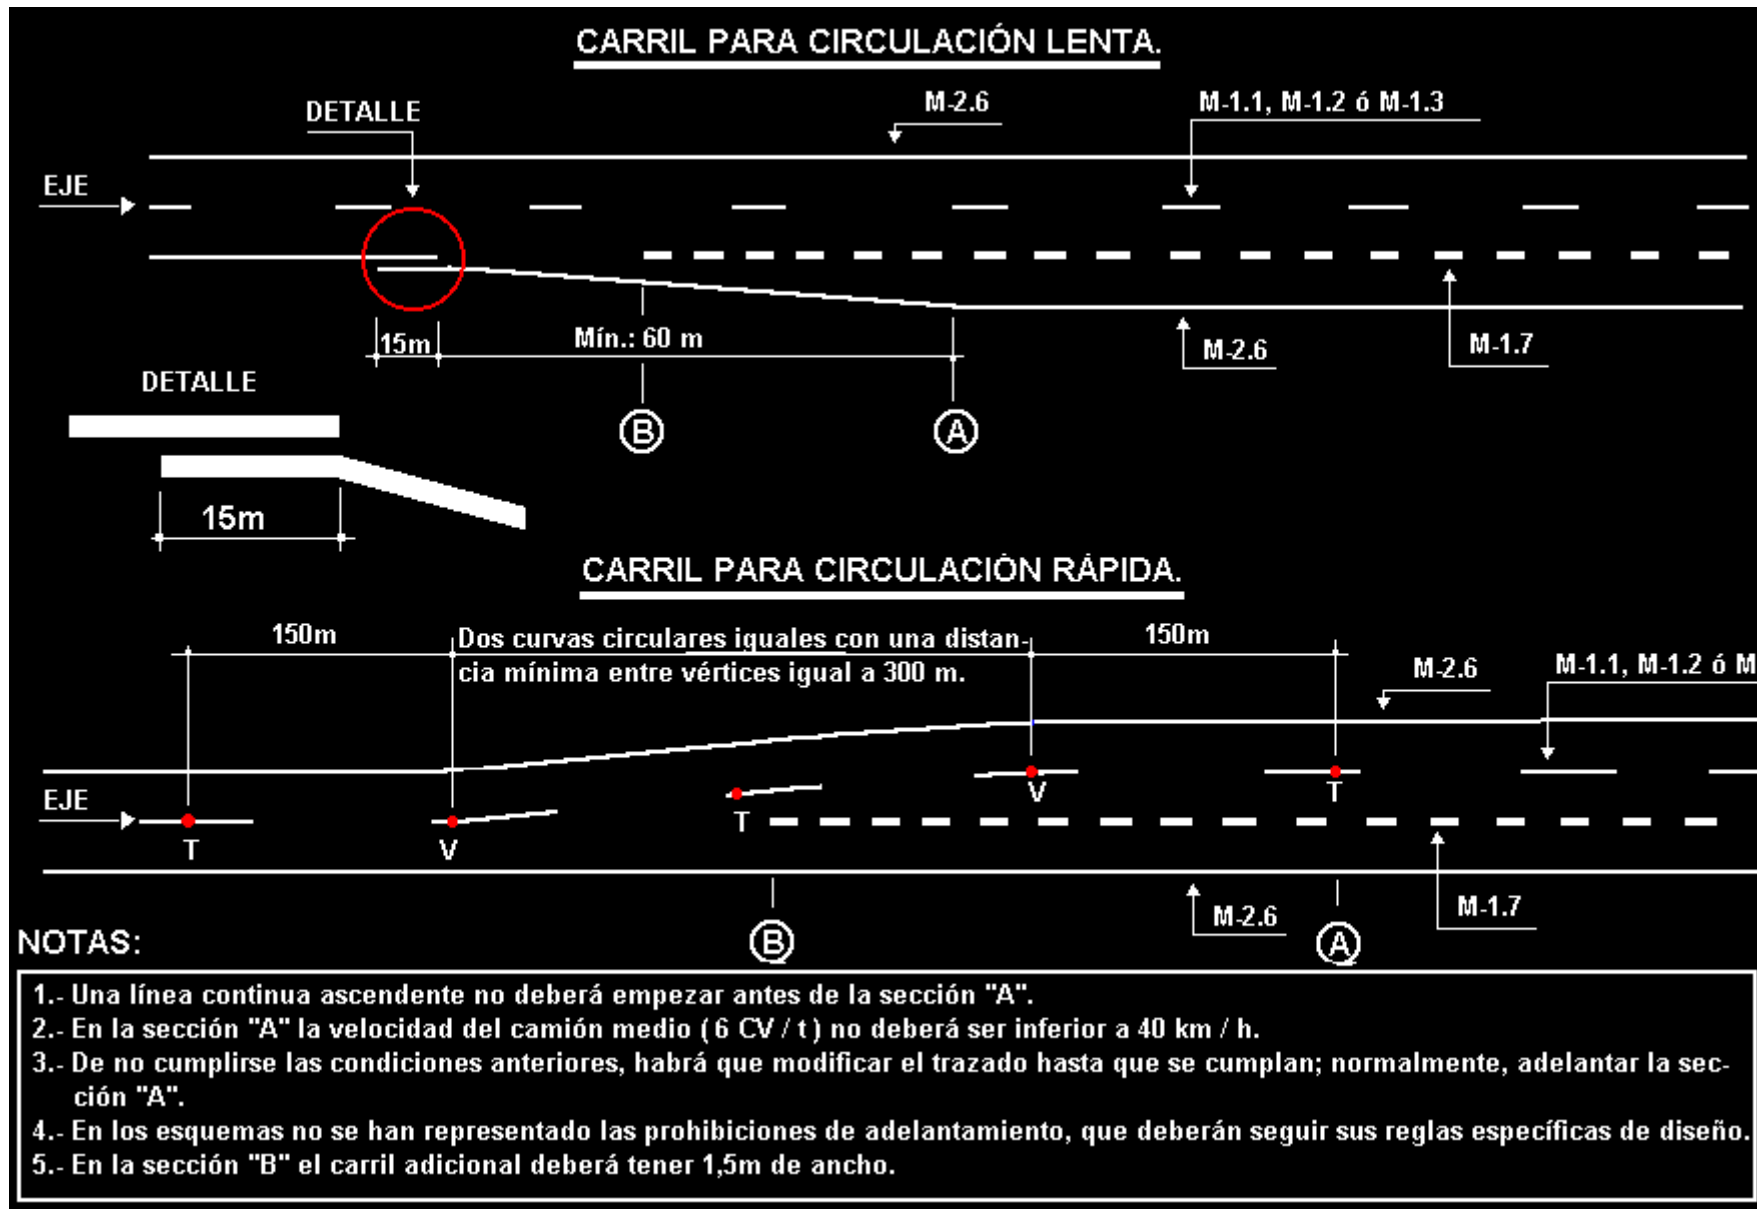 CARRIL PARA CIRCULACIÓN LENTA.
DETALLE
M-2.6
M-1.1, M-1.2 ó M-1.3
EJE
15m
Mín.: 60 m
M-2.6
M-1.7
DETALLE
B
A
15m
CARRIL PARA CIRCULACIÓN RÁPIDA.
150m
Dos curvas circulares iguales con una distan-
cia mínima entre vértices igual a 300 m.
150m
M-2.6
M-1.1, M-1.2 ó M
EJE
T
V
T
V
T
M-2.6
M-1.7
B
A
NOTAS:
1.- Una línea continua ascendente no deberá empezar antes de la sección "A".
2.- En la sección "A" la velocidad del camión medio ( 6 CV / t ) no deberá ser inferior a 40 km / h.
3.- De no cumplirse las condiciones anteriores, habrá que modificar el trazado hasta que se cumplan; normalmente, adelantar la sec-
ción "A".
4.- En los esquemas no se han representado las prohibiciones de adelantamiento, que deberán seguir sus reglas específicas de diseño.
5.- En la sección "B" el carril adicional deberá tener 1,5m de ancho.